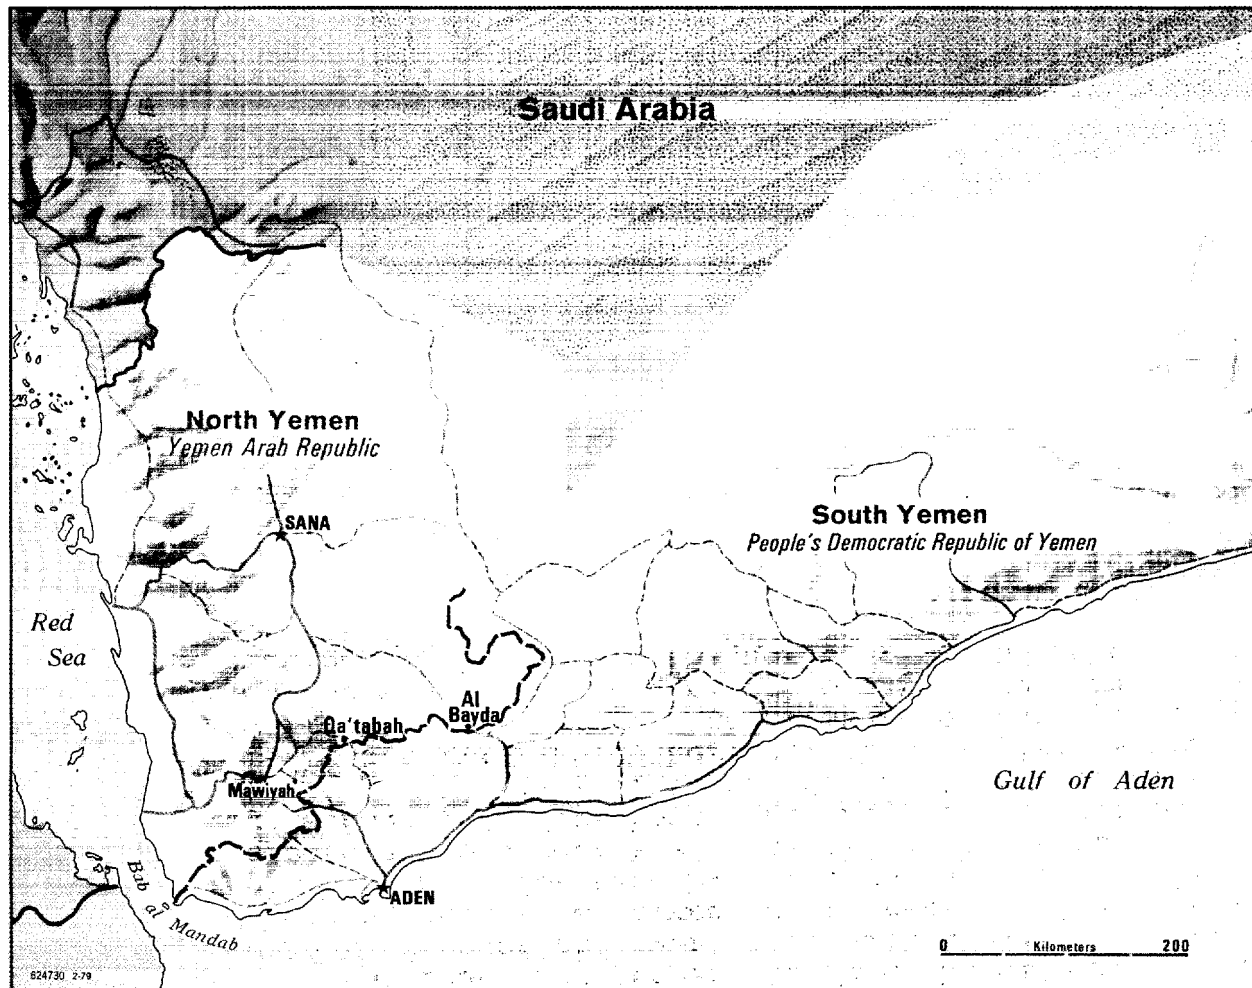 Saudi Arabia
North Yemen
Yemen Arab Republic
SANA
South Yemen
People's Democratic Republic of Yemen
Red
Sea
Al
Bayda
Qa'tabah
Mawiyah
Gulf of Aden
ADEN
Bab al Mandab
0 Kilometers 200
624730 2-79